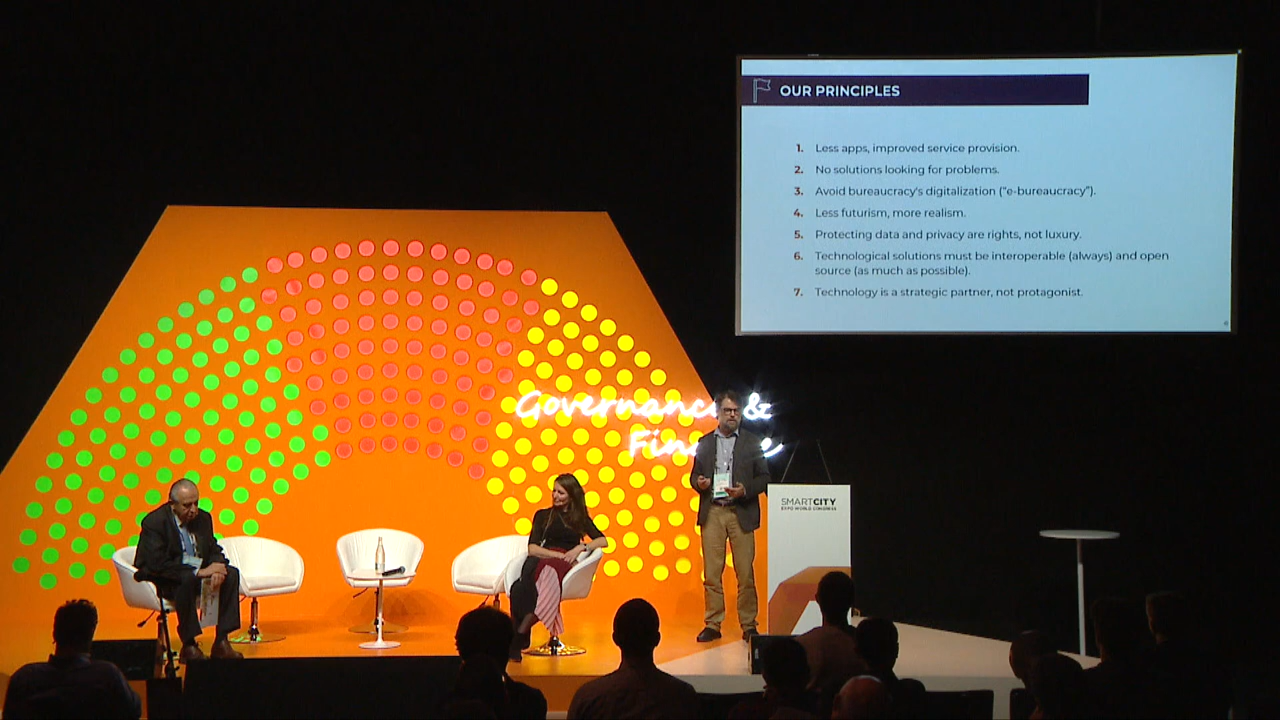 OUR PRINCIPLES
1. Less apps, improved service provision.
2. No solutions looking for problems.
3. Avoid bureaucracy's digitalization ("e-bureaucracy").
4. Less futurism, more realism.
5. Protecting data and privacy are rights, not luxury.
6. Technological solutions must be interoperable (always) and open
source (as much as possible).
7. Technology is a strategic partner, not protagonist.
&
SMARTCITY
EXPO WORLD CONGRESS